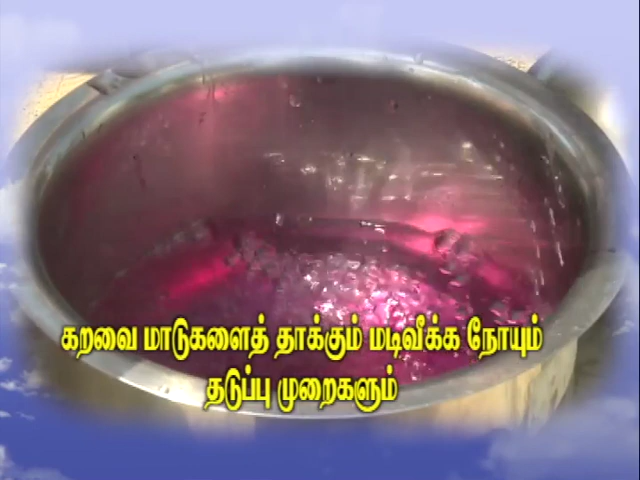 கறவை மாடுகளைத் தாக்கும் மடிவீக்க நோயும்
தடுப்பு முறைகளும்